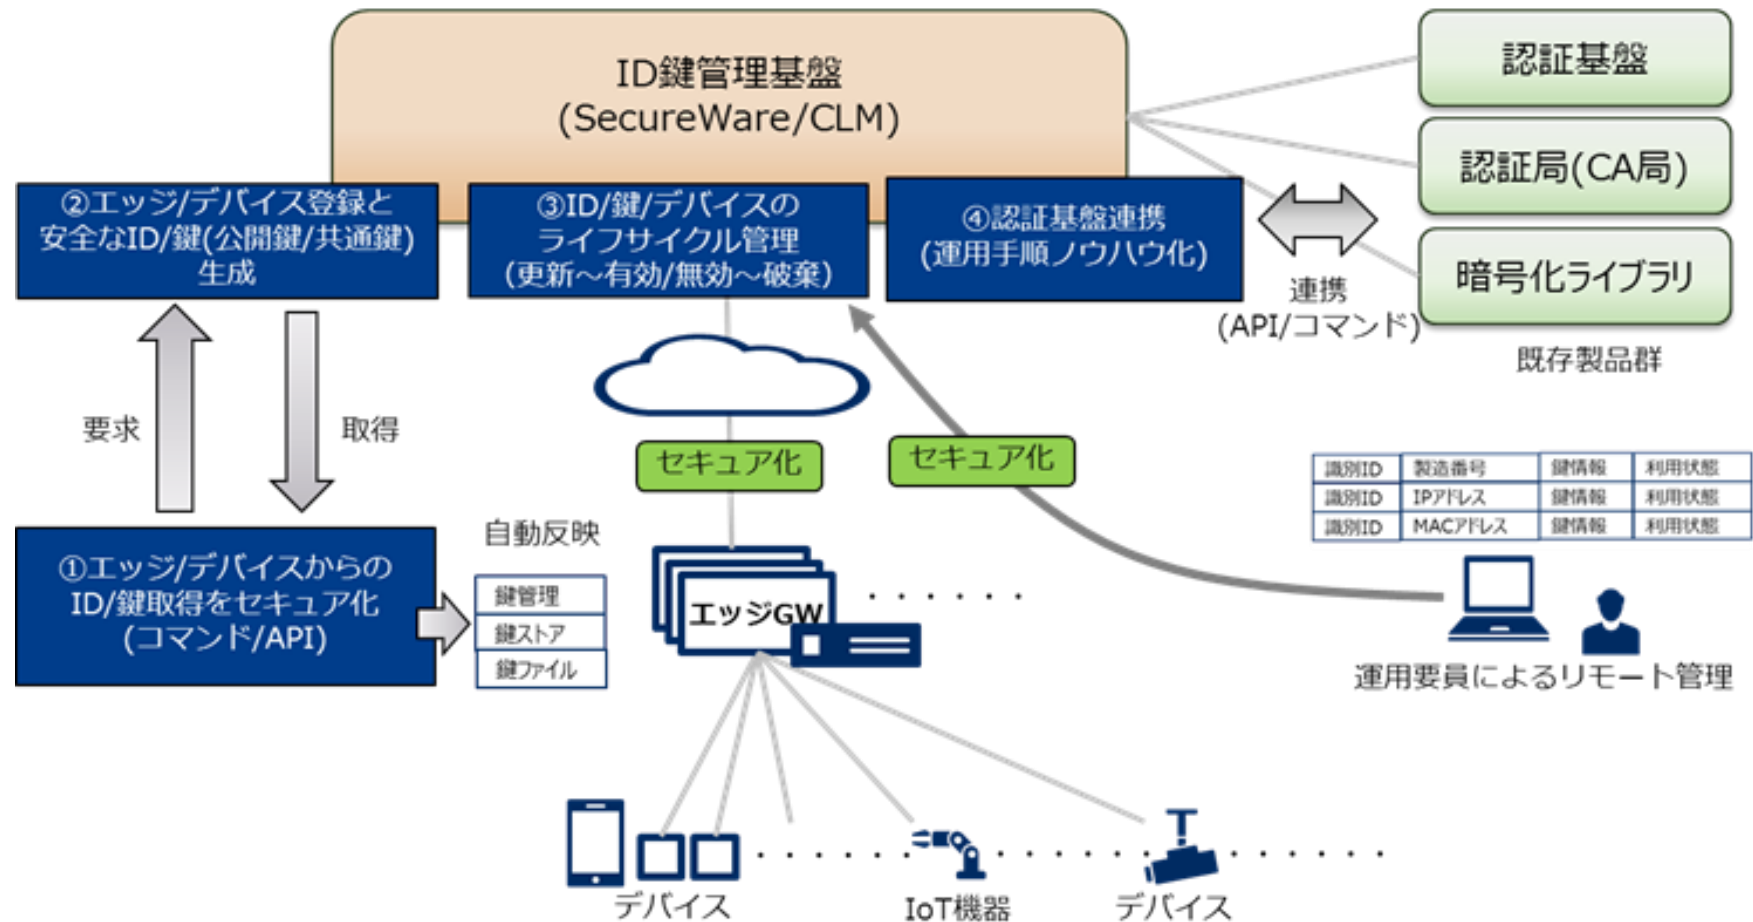 ID鍵管理基盤
(SecureWare/CLM)
認証基盤
認証局(CA局)
暗号化ライブラリ
既存製品群
②エッジ/デバイス登録と
安全なID/鍵(公開鍵/共通鍵)
生成
③ID/鍵/デバイスの
ライフサイクル管理
(更新～有効/無効～破棄)
④認証基盤連携
(運用手順ノウハウ化)
連携
(API/コマンド)
要求
取得
セキュア化
セキュア化
①エッジ/デバイスからの
ID/鍵取得をセキュア化
(コマンド/API)
自動反映
鍵管理
鍵ストア
鍵ファイル
エッジGW
識別ID 製造番号 鍵情報 利用状態
識別ID IPアドレス 鍵情報 利用状態
識別ID MACアドレス 鍵情報 利用状態
運用要員によるリモート管理
デバイス
IoT機器
デバイス